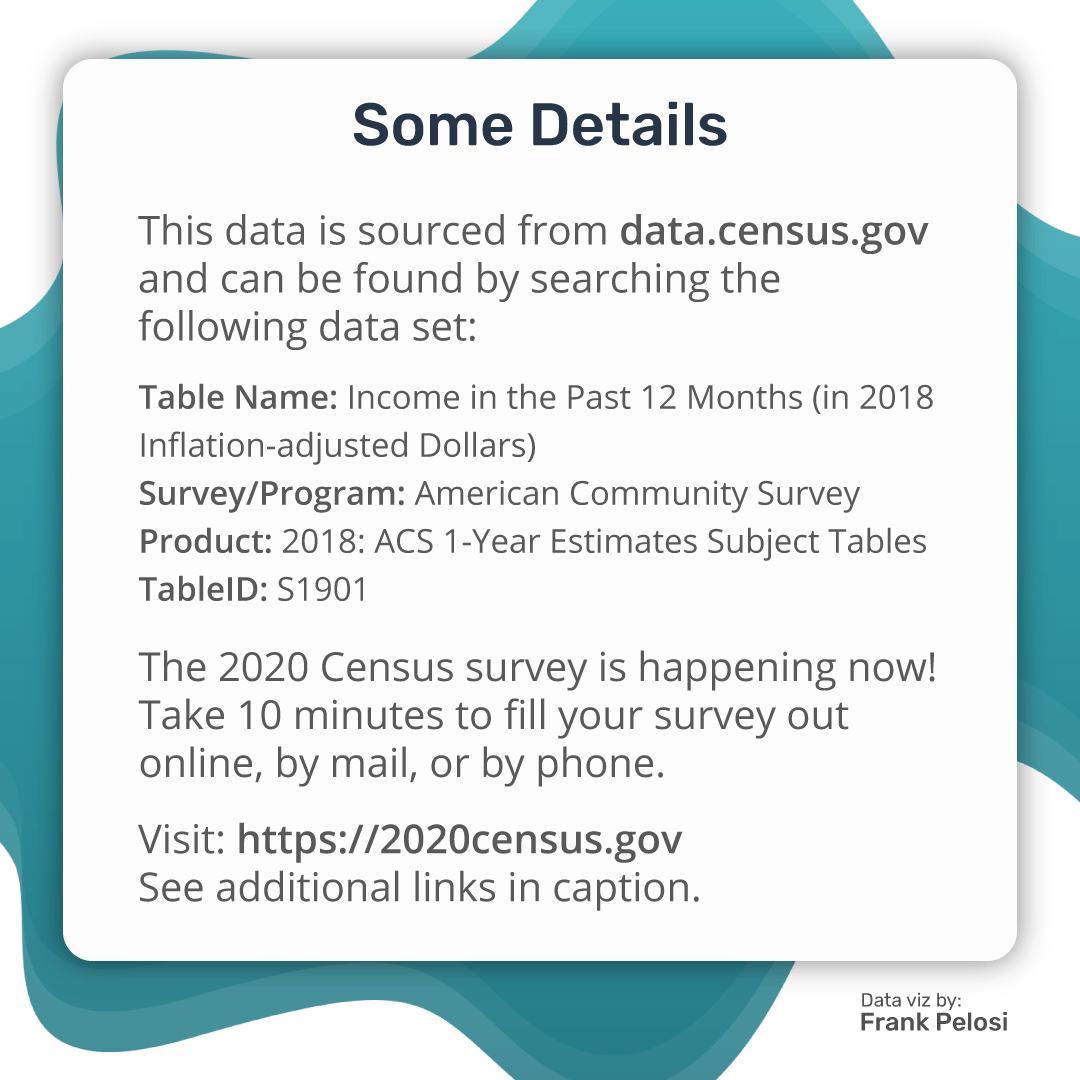 Some Details
This data is sourced from data.census.gov
and can be found by searching the
following data set:
Table Name: Income in the Past 12 Months (in 2018
Inflation-adjusted Dollars)
Survey/Program: American Community Survey
Product: 2018: ACS 1-Year Estimates Subject Tables
TableID: S1901
The 2020 Census survey is happening now!
Take 10 minutes to fill your survey out
online, by mail, or by phone.
Visit: https://2020census.gov
See additional links in caption.
Data viz by:
Frank Pelosi